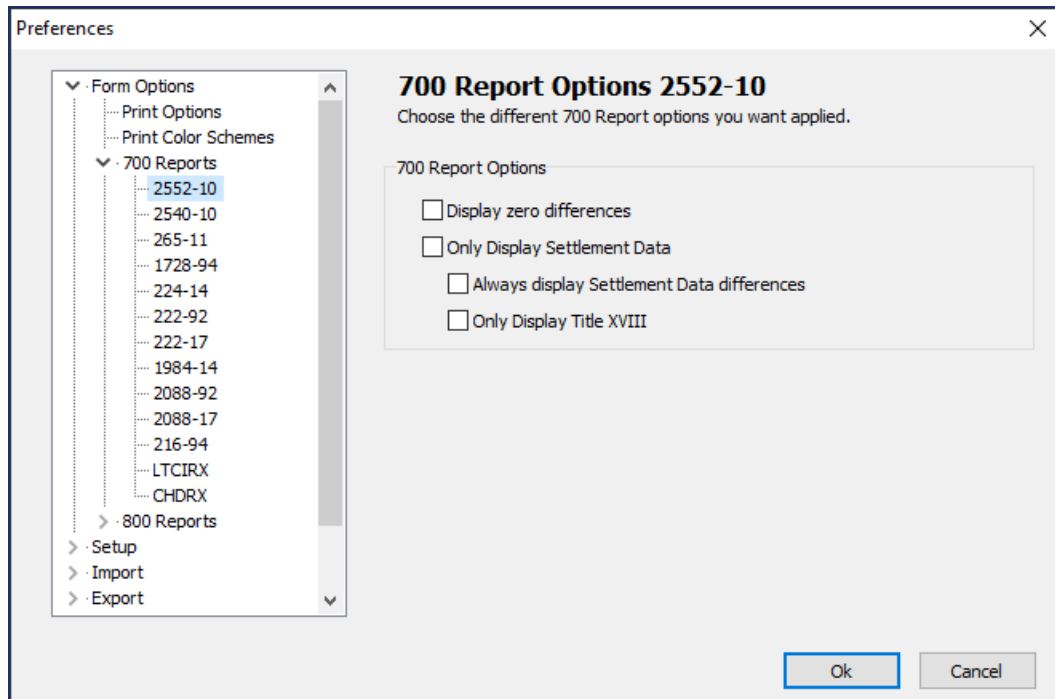 Preferences
Form Options
Print Options
Print Color Schemes
700 Reports
2552-10
2540-10
265-11
1728-94
224-14
222-92
222-17
1984-14
2088-92
2088-17
216-94
LTCIRX
CHDRX
800 Reports
Setup
Import
Export
700 Report Options 2552-10
Choose the different 700 Report options you want applied.
700 Report Options
Display zero differences
Only Display Settlement Data
Always display Settlement Data differences
Only Display Title XVIII
Ok
Cancel